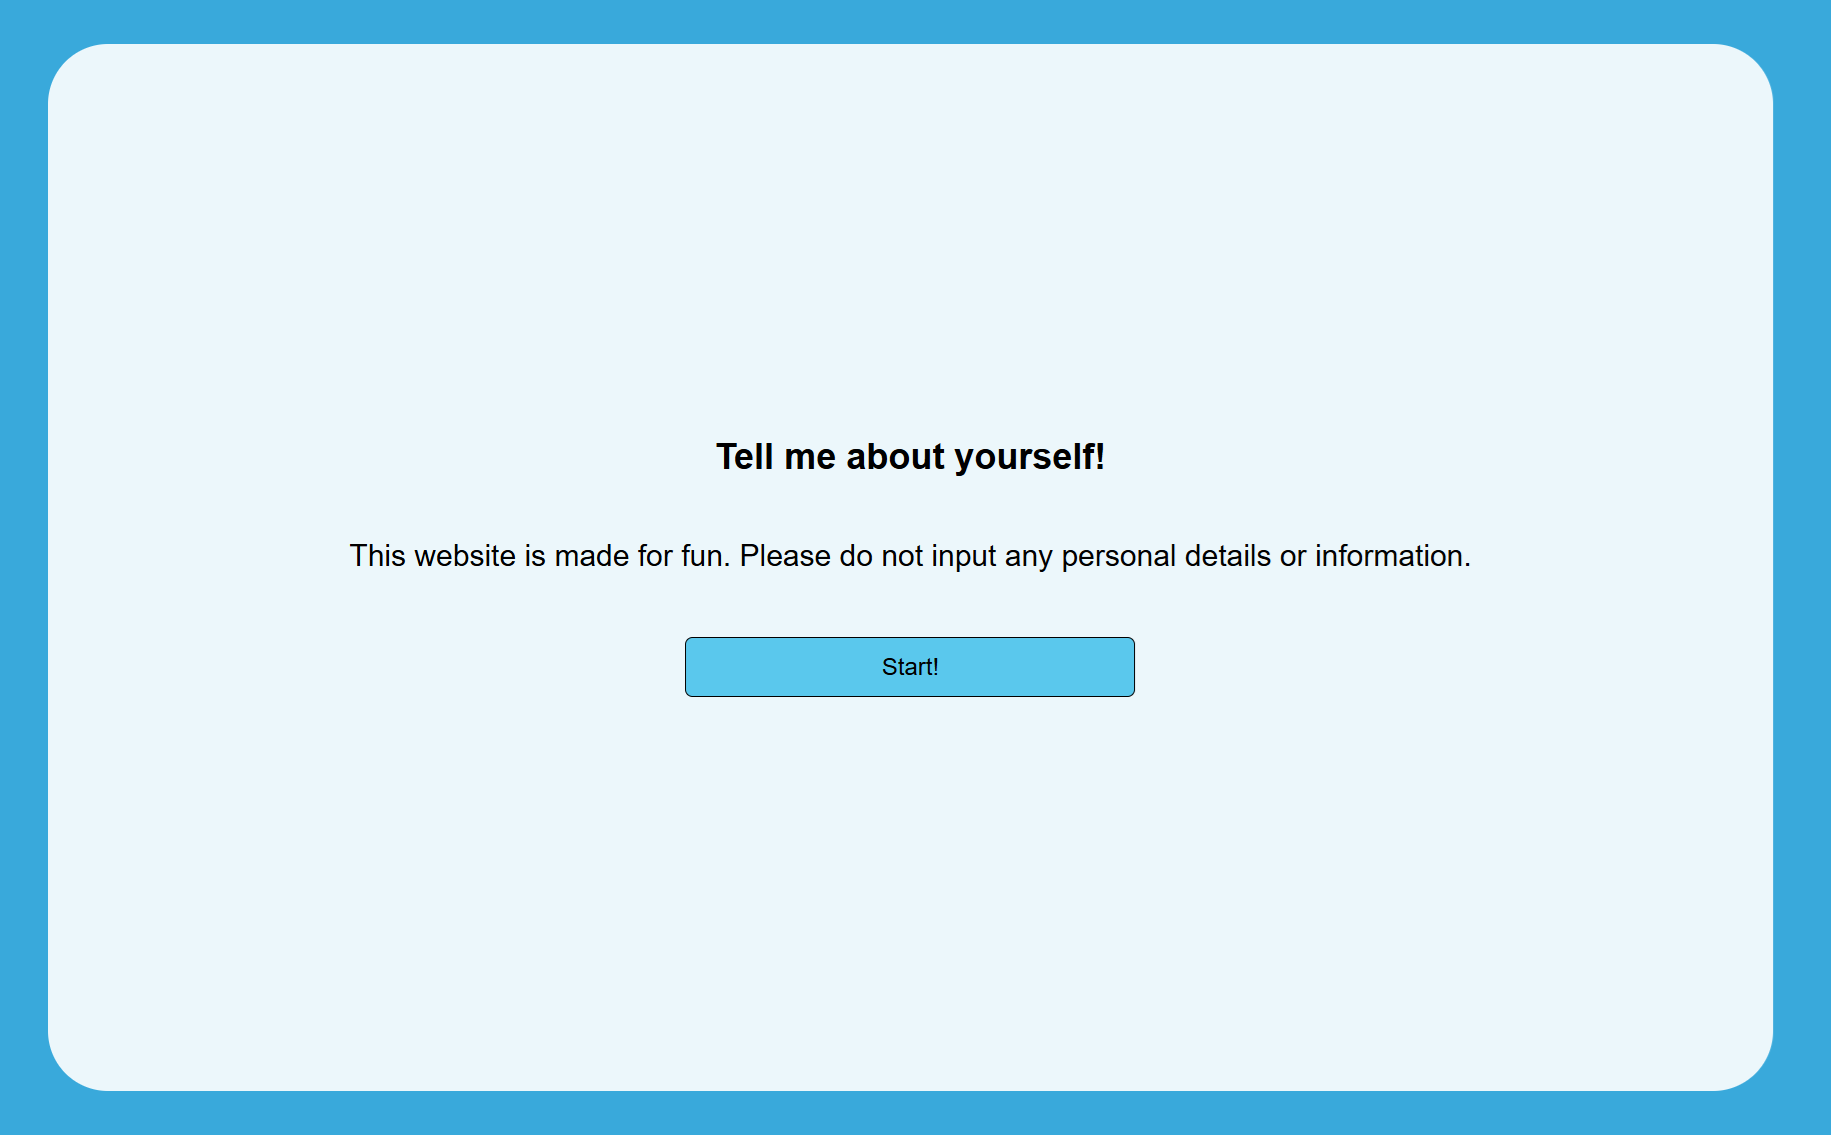 Tell me about yourself!
This website is made for fun. Please do not input any personal details or information.
Start!